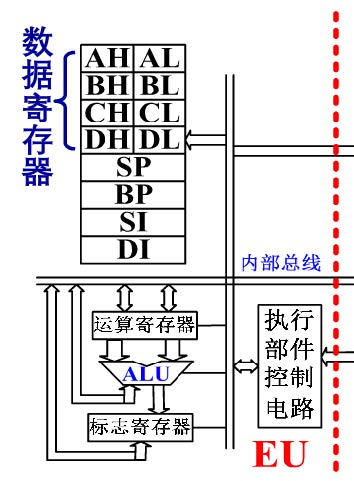 数据寄存器
AH AL
BH BL
CH CL
DH DL
SP
BP
SI
DI
内部总线
运算寄存器
ALU
标志寄存器
执行
部件
控制
电路
EU